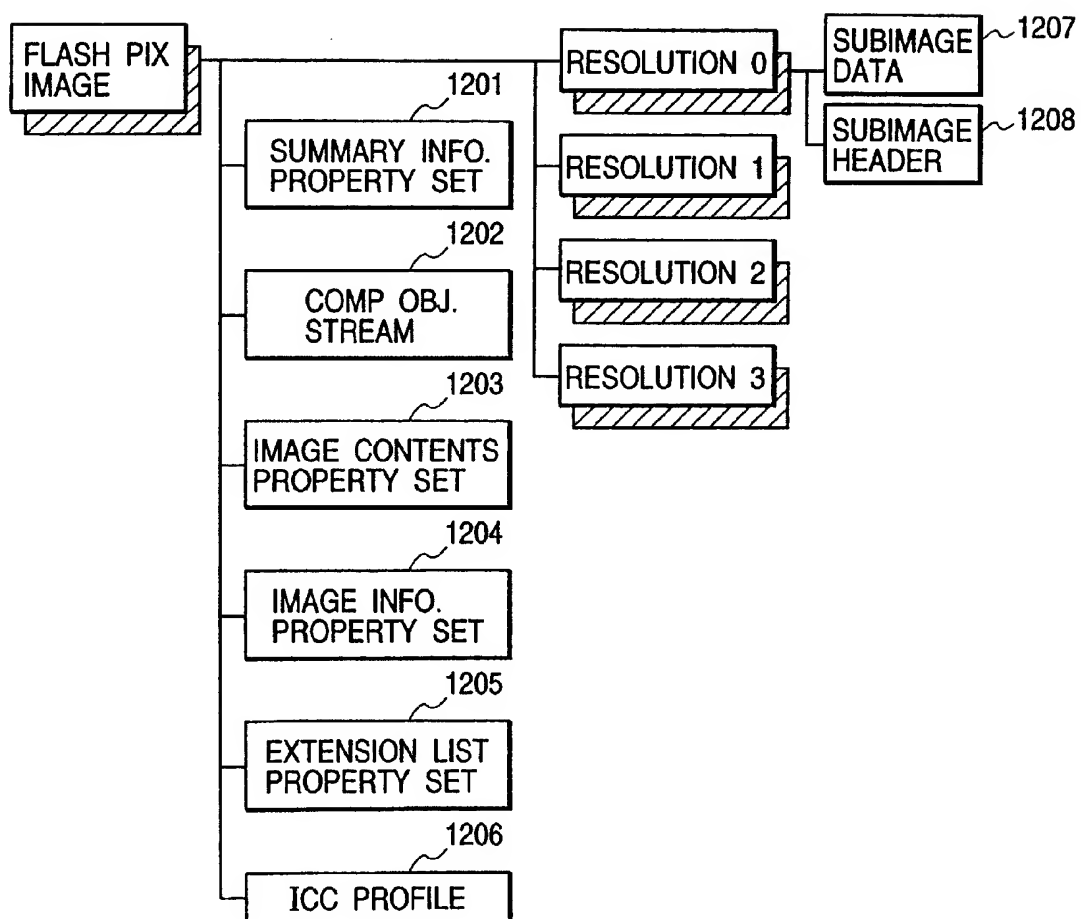 FLASH PIX
IMAGE
1201
SUMMARY INFO.
PROPERTY SET
1202
COMP OBJ.
STREAM
1203
IMAGE CONTENTS
PROPERTY SET
1204
IMAGE INFO.
PROPERTY SET
1205
EXTENSION LIST
PROPERTY SET
1206
ICC PROFILE
RESOLUTION 0
RESOLUTION 1
RESOLUTION 2
RESOLUTION 3
1207
SUBIMAGE
DATA
1208
SUBIMAGE
HEADER